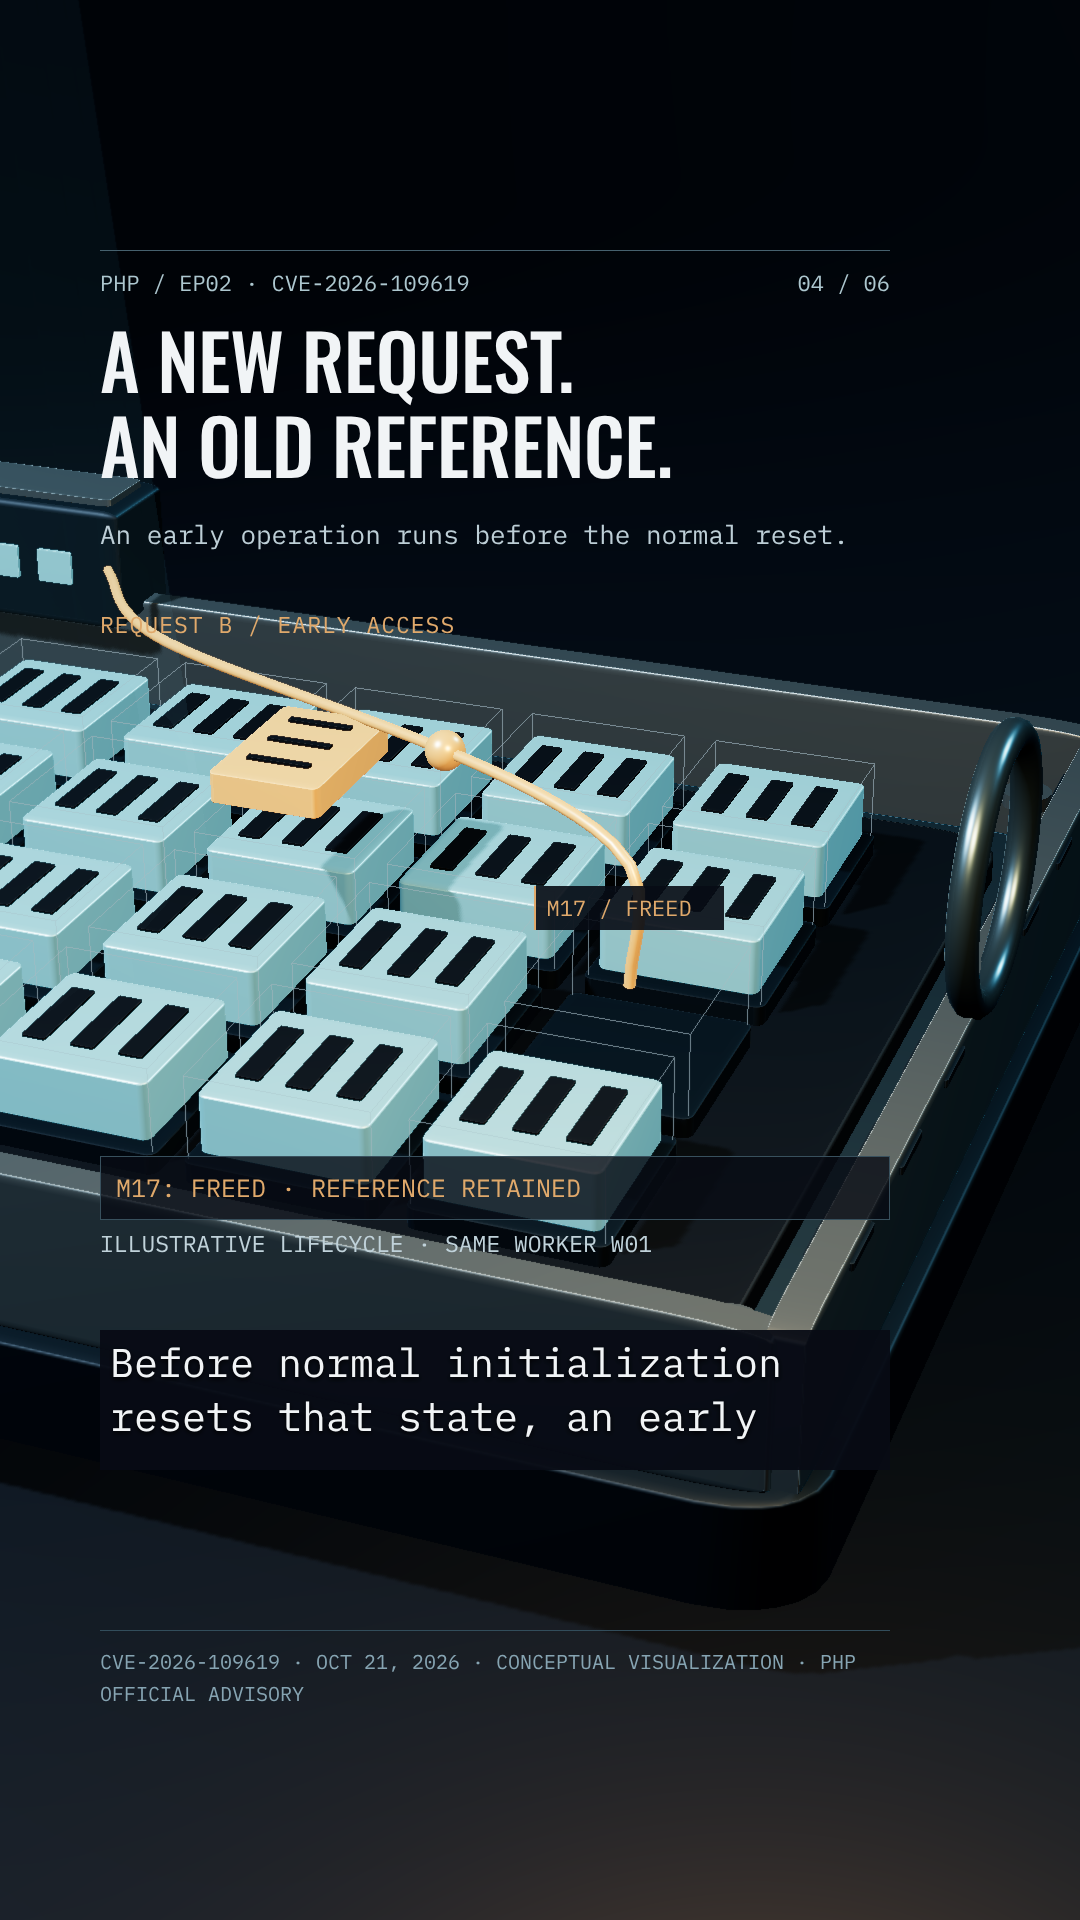 PHP / EP02 · CVE-2026-109619
04 / 06
A NEW REQUEST.
AN OLD REFERENCE.
An early operation runs before the normal reset.
REQUEST B / EARLY ACCESS
M17 / FREED
M17: FREED · REFERENCE RETAINED
ILLUSTRATIVE LIFECYCLE · SAME WORKER W01
Before normal initialization
resets that state, an early
CVE-2026-109619 · OCT 21, 2026 · CONCEPTUAL VISUALIZATION · PHP
OFFICIAL ADVISORY